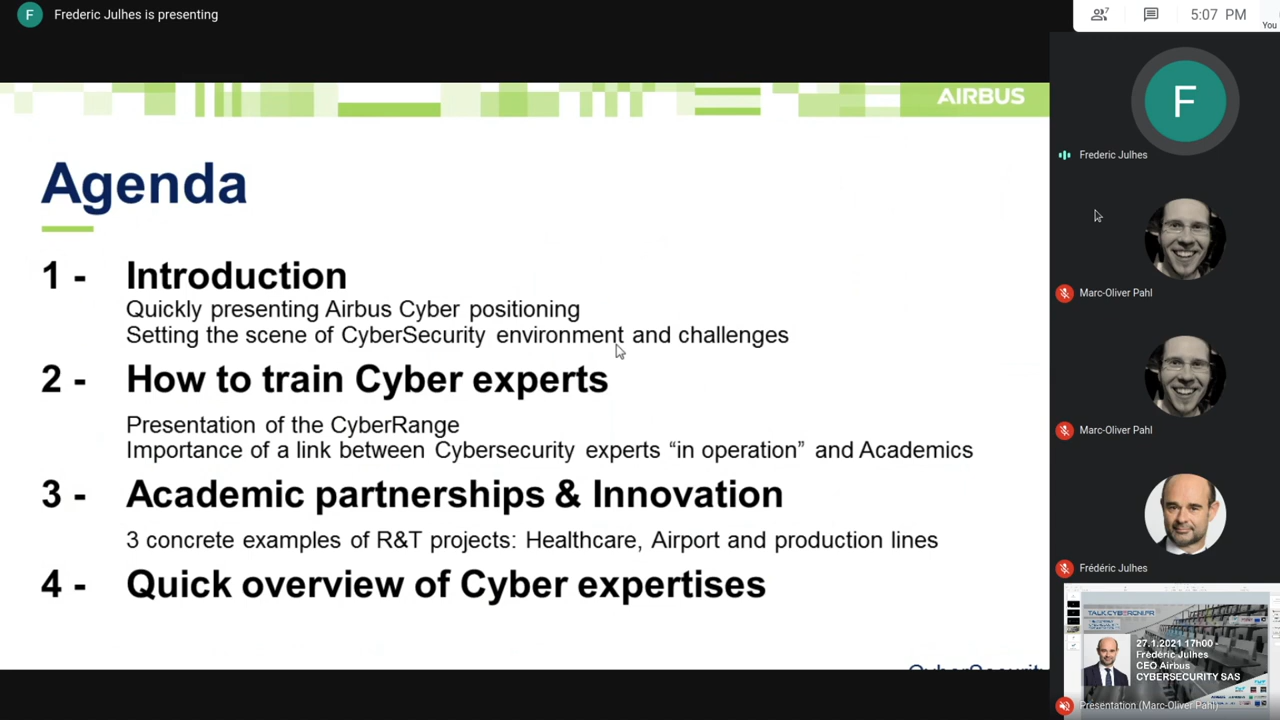 F
Frederic Julhes is presenting
7
5:07 PM
You
AIRBUS
Agenda
1 - Introduction
Quickly presenting Airbus Cyber positioning
Setting the scene of CyberSecurity environment and challenges
2 - How to train Cyber experts
Presentation of the CyberRange
Importance of a link between Cybersecurity experts “in operation” and Academics
3 - Academic partnerships & Innovation
3 concrete examples of R&T projects: Healthcare, Airport and production lines
4 - Quick overview of Cyber expertises
F
Frederic Julhes
Marc-Oliver Pahl
Marc-Oliver Pahl
Frédéric Julhes
TALK.CYBERCNI.FR
27.1.2021 17h00 -
Frédéric Julhes
CEO Airbus
CYBERSECURITY SAS
Presentation (Marc-Oliver Pahl)